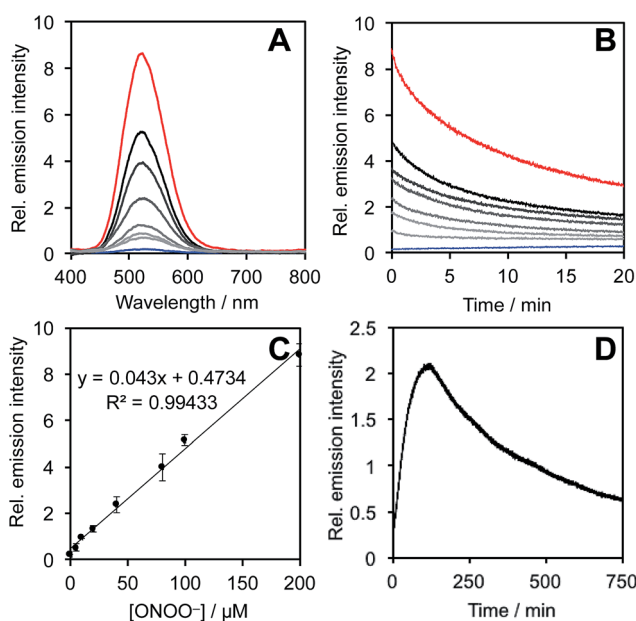 A
Rel. emission intensity
10
8
6
4
2
0
400 500 600 700 800
Wavelength / nm
B
Rel. emission intensity
10
8
6
4
2
0
0 5 10 15 20
Time / min
C
Rel. emission intensity
10
8
6
4
2
0
y = 0.043x + 0.4734
R² = 0.99433
0 50 100 150 200
[ONOO⁻] / µM
D
Rel. emission intensity
2.5
2
1.5
1
0.5
0 250 500 750
Time / min